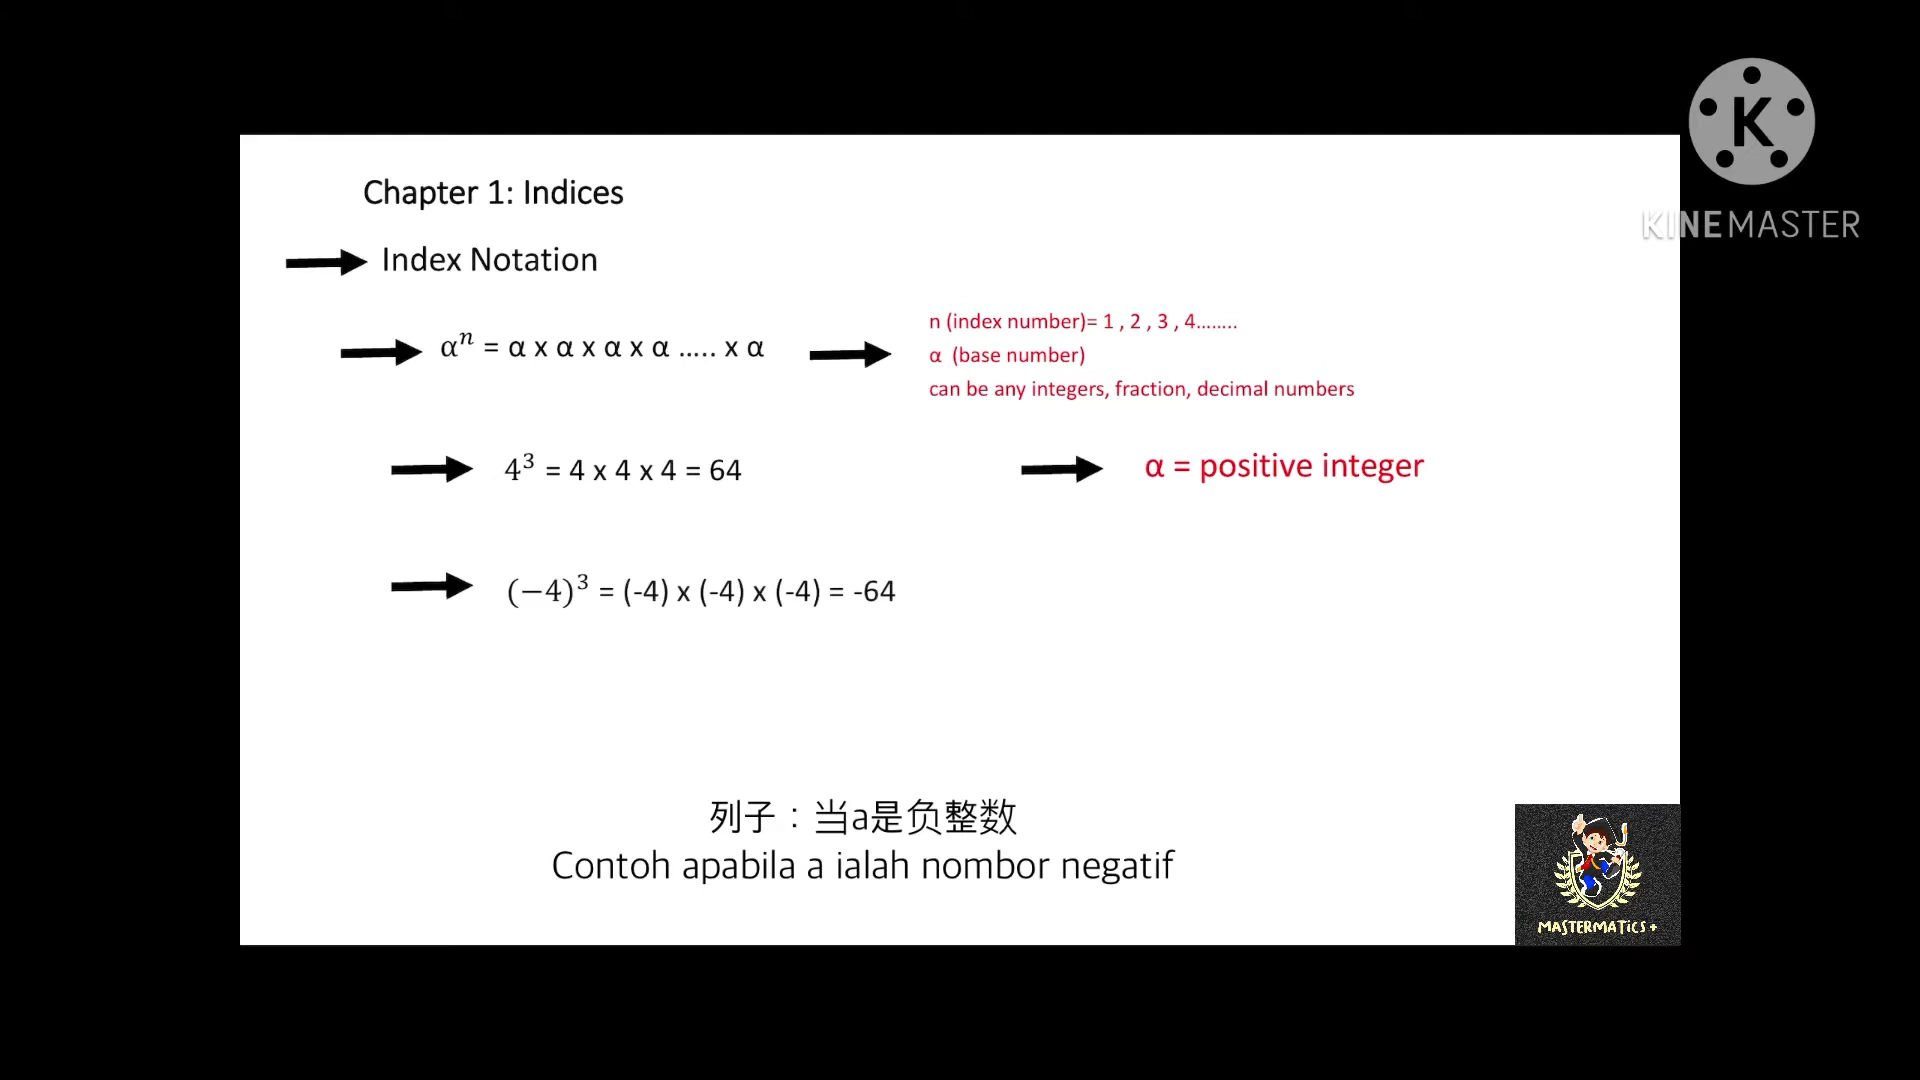 K
KINEMASTER
Chapter 1: Indices
Index Notation
αⁿ = α x α x α x α ..... x α
n (index number)= 1 , 2 , 3 , 4........
α (base number)
can be any integers, fraction, decimal numbers
4³ = 4 x 4 x 4 = 64
α = positive integer
(−4)³ = (-4) x (-4) x (-4) = -64
列子：当a是负整数
Contoh apabila a ialah nombor negatif
MASTERMATiCS +